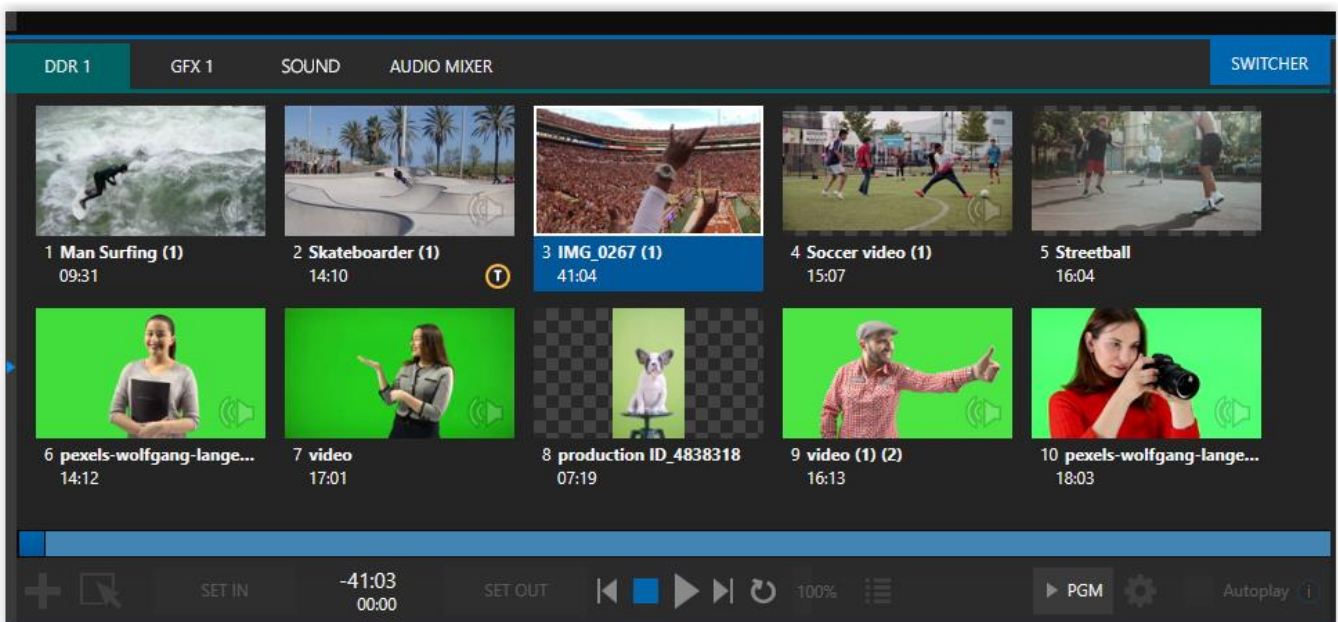 DDR 1 GFX 1 SOUND AUDIO MIXER SWITCHER
1 Man Surfing (1) 2 Skateboarder (1) 3 IMG_0267 (1) 4 Soccer video (1) 5 Streetball
09:31 14:10 T 41:04 15:07 16:04
6 pexels-wolfgang-lange... 7 video 8 production ID_4838318 9 video (1) (2) 10 pexels-wolfgang-lange...
14:12 17:01 07:19 16:13 18:03
SET IN -41:03 SET OUT 100% PGM Autoplay i
00:00